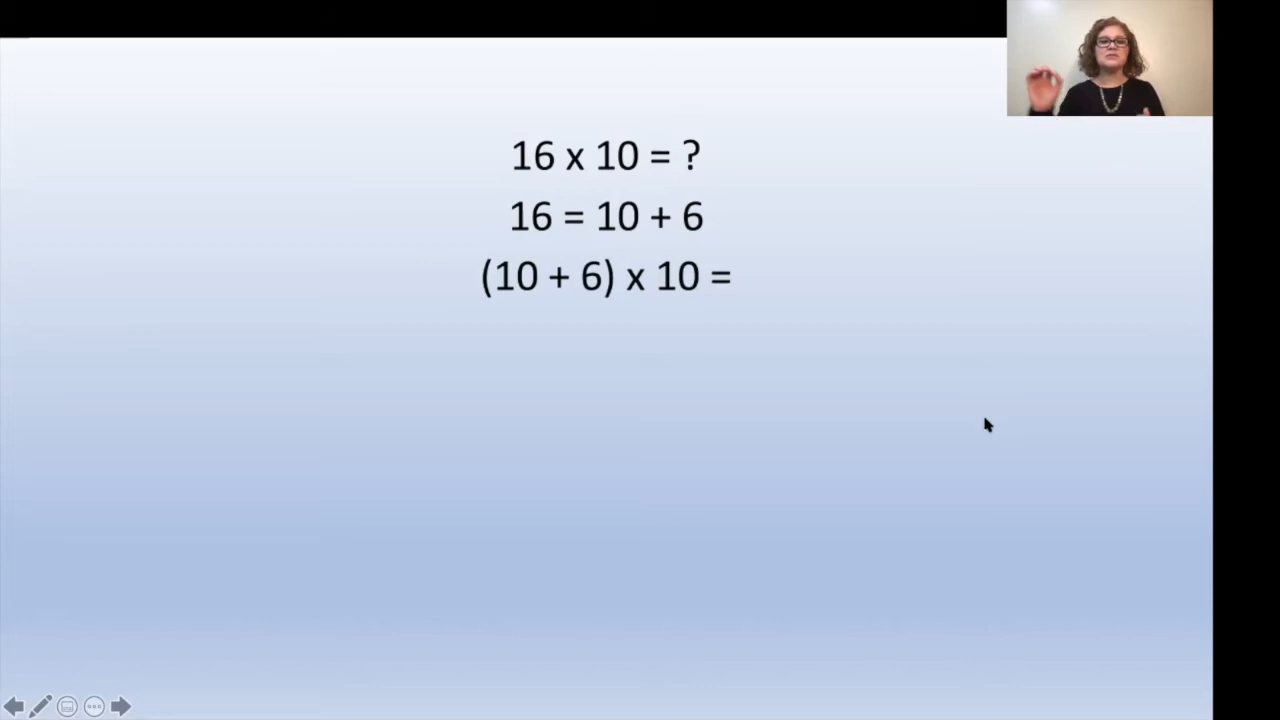 16 x 10 = ?
16 = 10 + 6
(10 + 6) x 10 =